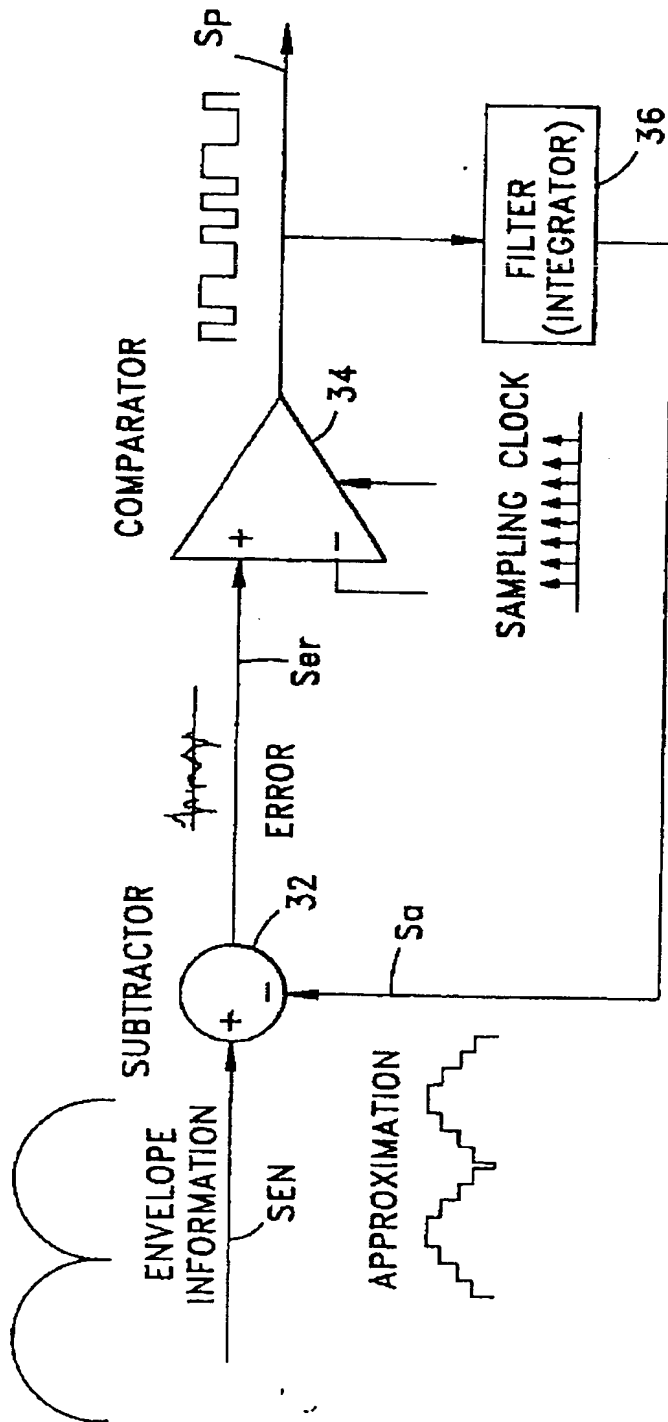 ENVELOPE
INFORMATION
SEN
SUBTRACTOR
+
−
32
ERROR
Ser
COMPARATOR
+
−
34
Sp
APPROXIMATION
Sa
SAMPLING CLOCK
FILTER
(INTEGRATOR)
36